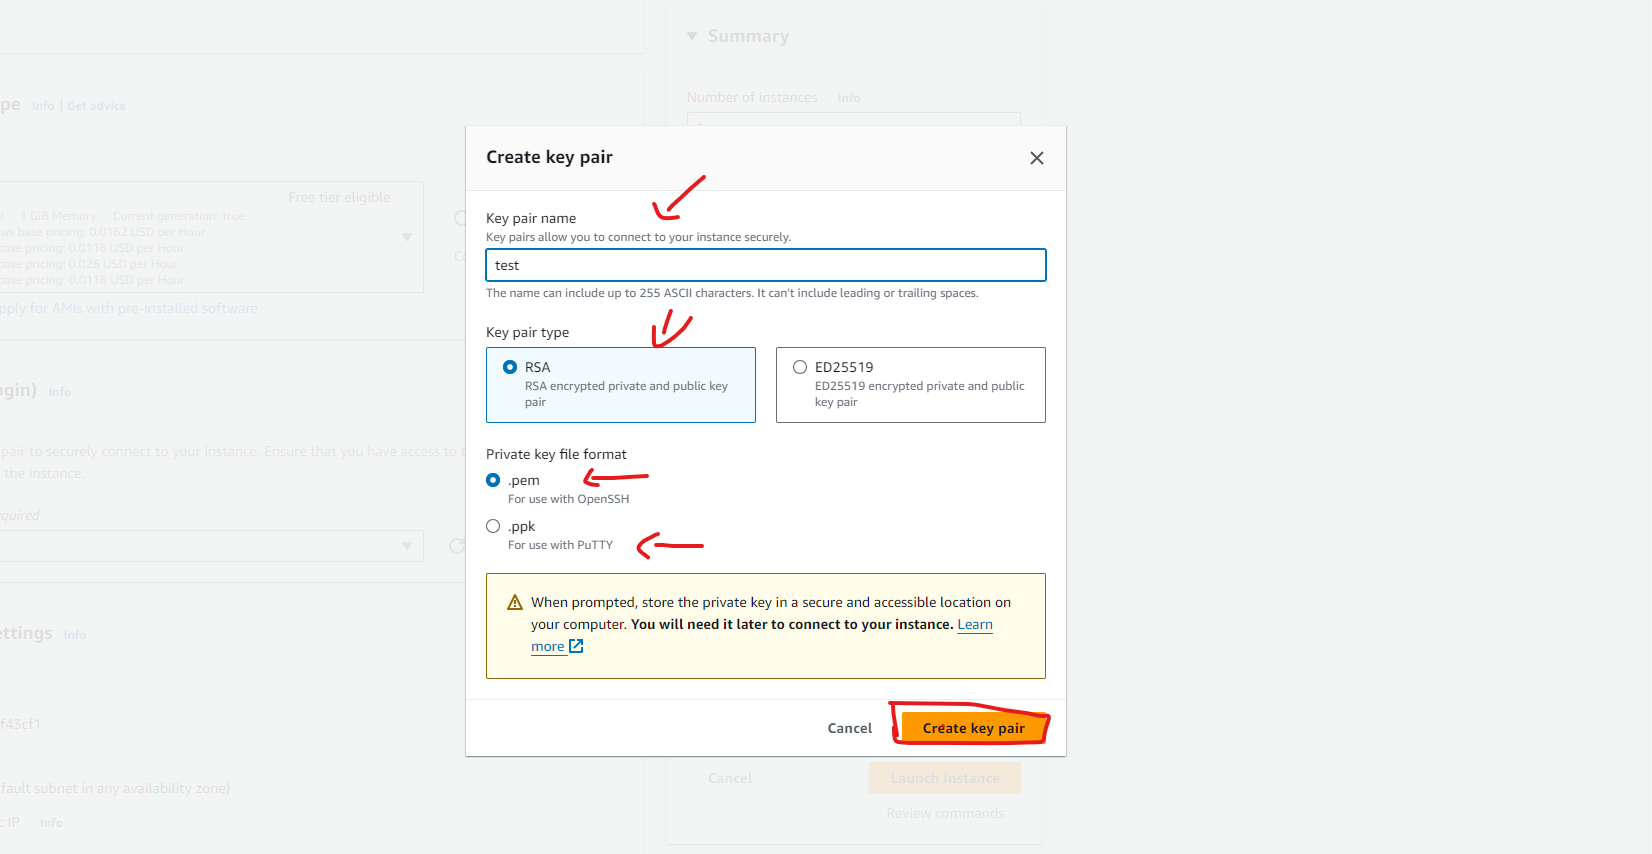 Summary
pe Info | Get advice
Number of instances Info
Free tier eligible
1 GiB Memory Current generation: true
ws base pricing: 0.0162 USD per Hour
base pricing: 0.0116 USD per Hour
base pricing: 0.026 USD per Hour
base pricing: 0.0116 USD per Hour
pply for AMIs with pre-installed software
ogin) Info
pair to securely connect to your instance. Ensure that you have access to t
the instance.
quired
ettings Info
f43cf1
fault subnet in any availability zone)
c IP Info
Create key pair
Key pair name
Key pairs allow you to connect to your instance securely.
test
The name can include up to 255 ASCII characters. It can't include leading or trailing spaces.
Key pair type
RSA
RSA encrypted private and public key
pair
ED25519
ED25519 encrypted private and public
key pair
Private key file format
.pem
For use with OpenSSH
.ppk
For use with PuTTY
When prompted, store the private key in a secure and accessible location on
your computer. You will need it later to connect to your instance. Learn
more
Cancel Create key pair
Cancel Launch instance
Review commands